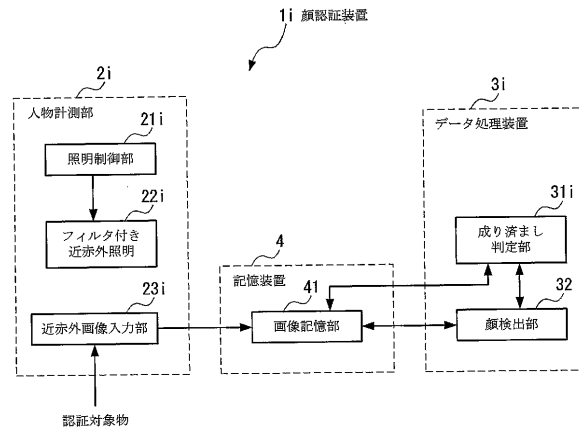 1i 顔認証装置
2i
人物計測部
21i
照明制御部
22i
フィルタ付き
近赤外照明
23i
近赤外画像入力部
認証対象物
4
記憶装置
41
画像記憶部
3i
データ処理装置
31i
成り済まし
判定部
32
顔検出部